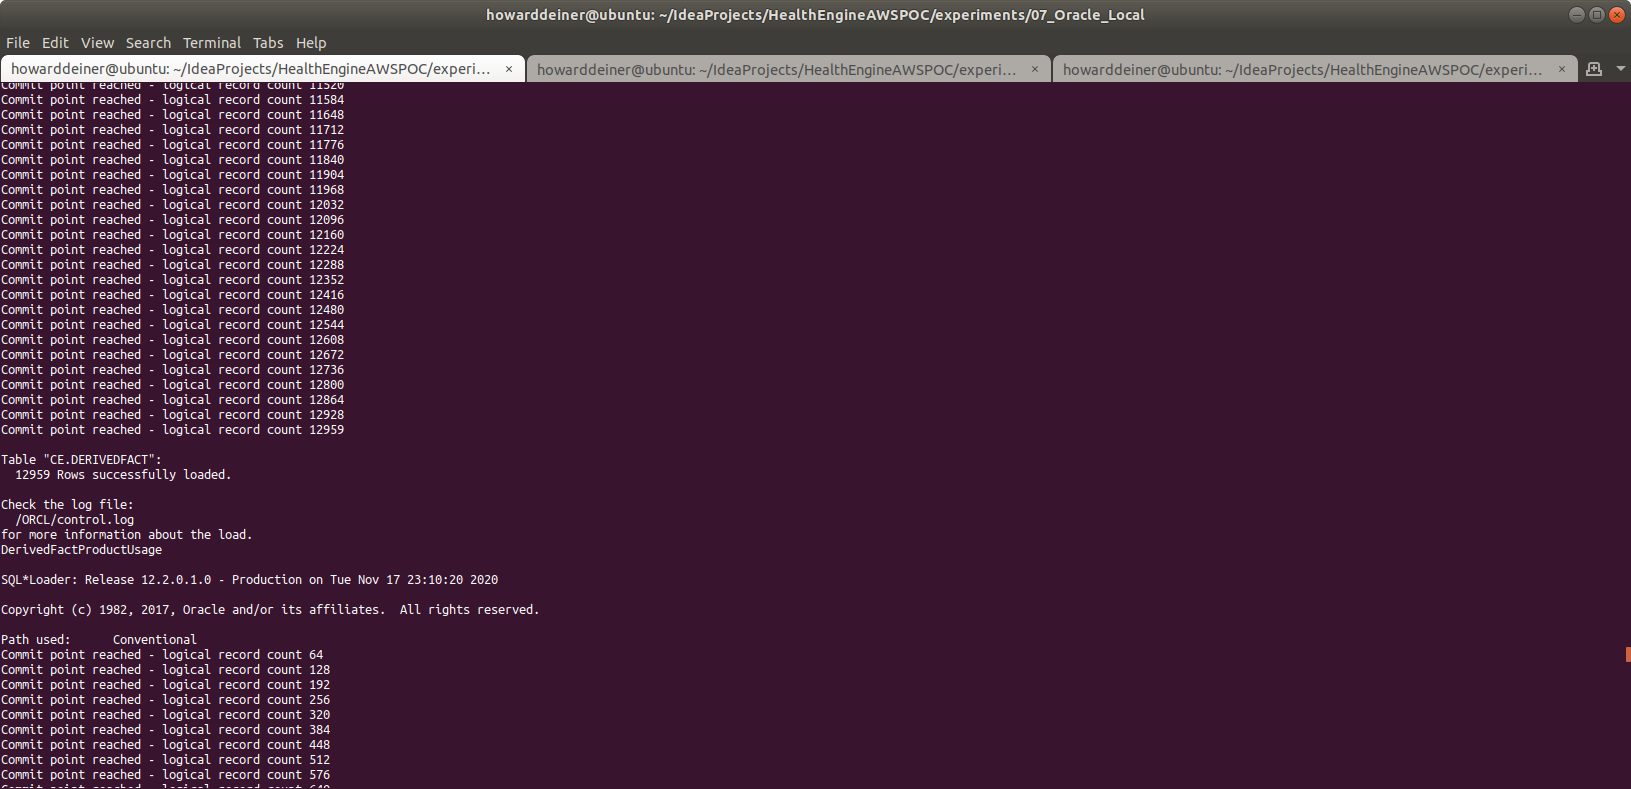 howarddeiner@ubuntu: ~/IdeaProjects/HealthEngineAWSPOC/experiments/07_Oracle_Local
File Edit View Search Terminal Tabs Help
howarddeiner@ubuntu: ~/IdeaProjects/HealthEngineAWSPOC/experi... × howarddeiner@ubuntu: ~/IdeaProjects/HealthEngineAWSPOC/experi... × howarddeiner@ubuntu: ~/IdeaProjects/HealthEngineAWSPOC/experi... ×
Commit point reached - logical record count 11520
Commit point reached - logical record count 11584
Commit point reached - logical record count 11648
Commit point reached - logical record count 11712
Commit point reached - logical record count 11776
Commit point reached - logical record count 11840
Commit point reached - logical record count 11904
Commit point reached - logical record count 11968
Commit point reached - logical record count 12032
Commit point reached - logical record count 12096
Commit point reached - logical record count 12160
Commit point reached - logical record count 12224
Commit point reached - logical record count 12288
Commit point reached - logical record count 12352
Commit point reached - logical record count 12416
Commit point reached - logical record count 12480
Commit point reached - logical record count 12544
Commit point reached - logical record count 12608
Commit point reached - logical record count 12672
Commit point reached - logical record count 12736
Commit point reached - logical record count 12800
Commit point reached - logical record count 12864
Commit point reached - logical record count 12928
Commit point reached - logical record count 12959
Table "CE.DERIVEDFACT":
12959 Rows successfully loaded.
Check the log file:
/ORCL/control.log
for more information about the load.
DerivedFactProductUsage
SQL*Loader: Release 12.2.0.1.0 - Production on Tue Nov 17 23:10:20 2020
Copyright (c) 1982, 2017, Oracle and/or its affiliates.  All rights reserved.
Path used:      Conventional
Commit point reached - logical record count 64
Commit point reached - logical record count 128
Commit point reached - logical record count 192
Commit point reached - logical record count 256
Commit point reached - logical record count 320
Commit point reached - logical record count 384
Commit point reached - logical record count 448
Commit point reached - logical record count 512
Commit point reached - logical record count 576
Commit point reached - logical record count 640